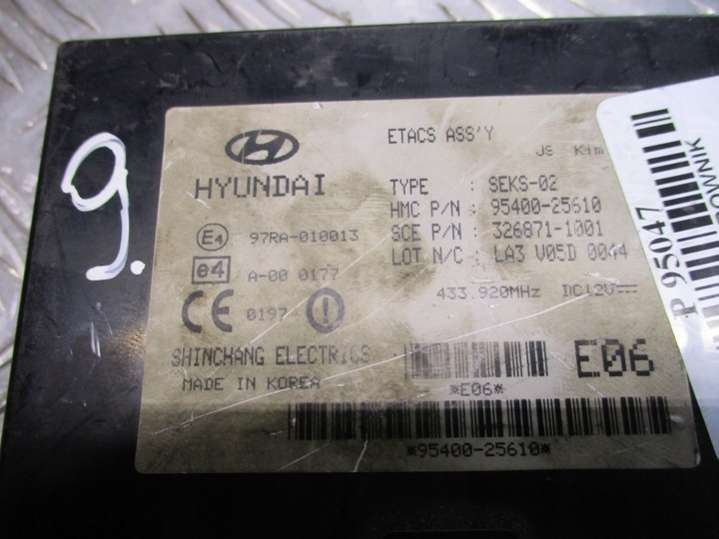 9.
ETACS ASS'Y
HYUNDAI
TYPE : SEKS-02
HMC P/N : 95400-25610
SCE P/N : 326871-1001
LOT N/C : LA3 V05D 0044
E4 97RA-010013
e4 A-00 0177
CE 0197
433.920MHz DC12V
SHINCHANG ELECTRICS
MADE IN KOREA
*E06*
E06
*95400-25610*
P 95047
OWNIK